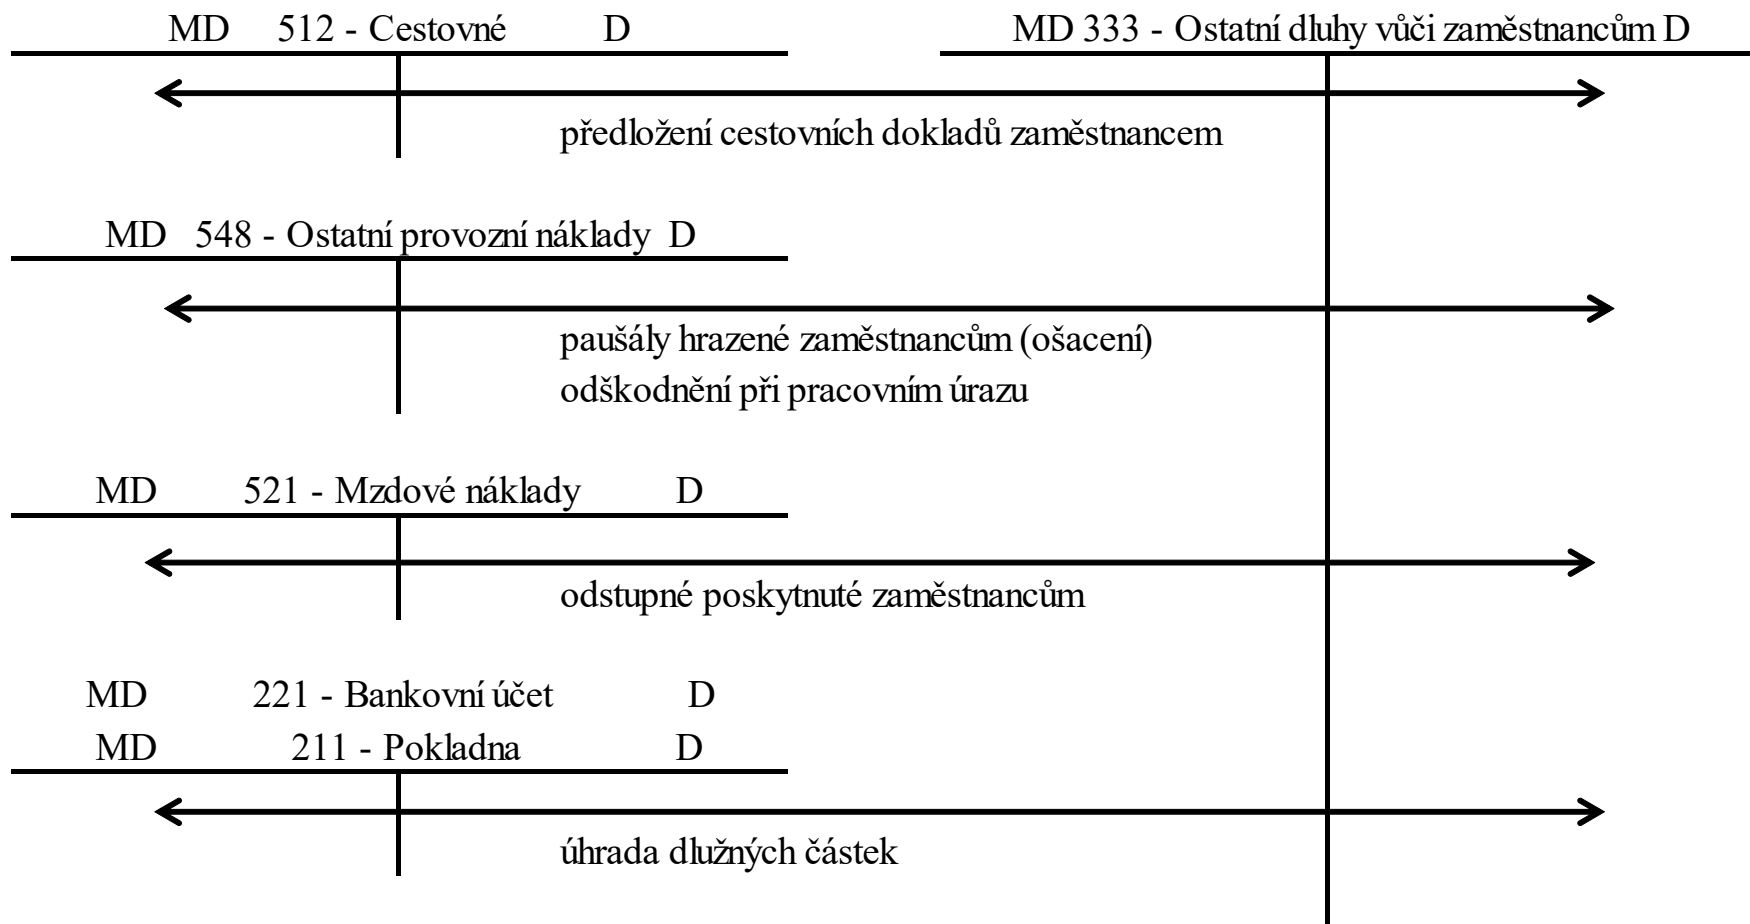 MD 512 - Cestovné D
MD 333 - Ostatní dluhy vůči zaměstnancům D
předložení cestovních dokladů zaměstnancem
MD 548 - Ostatní provozní náklady D
paušály hrazené zaměstnancům (ošacení)
odškodnění při pracovním úrazu
MD 521 - Mzdové náklady D
odstupné poskytnuté zaměstnancům
MD 221 - Bankovní účet D
MD 211 - Pokladna D
úhrada dlužných částek